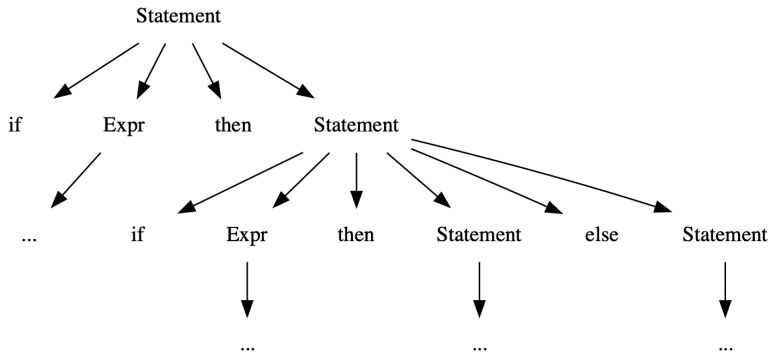 Statement
if Expr then Statement
... if Expr then Statement else Statement
... ... ...